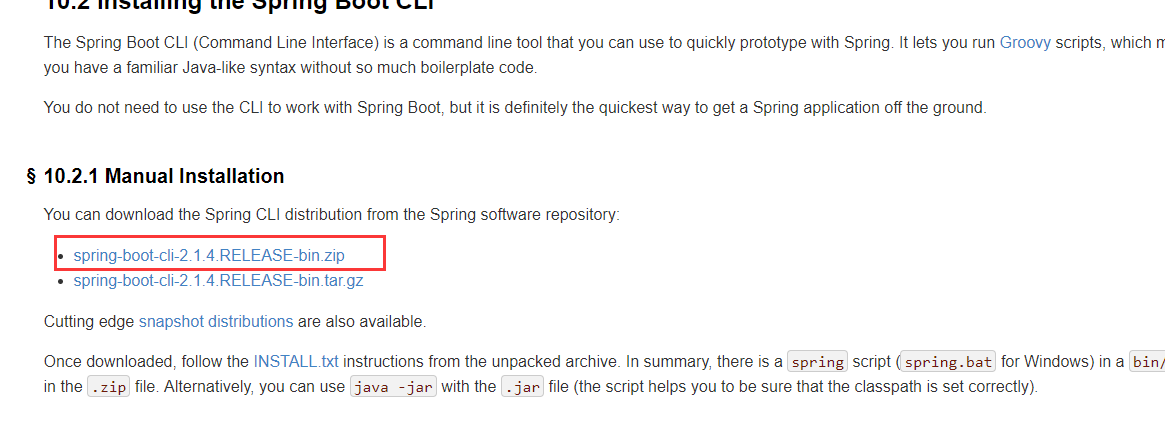 10.2 Installing the Spring Boot CLI
The Spring Boot CLI (Command Line Interface) is a command line tool that you can use to quickly prototype with Spring. It lets you run Groovy scripts, which
you have a familiar Java-like syntax without so much boilerplate code.
You do not need to use the CLI to work with Spring Boot, but it is definitely the quickest way to get a Spring application off the ground.
§ 10.2.1 Manual Installation
You can download the Spring CLI distribution from the Spring software repository:
• spring-boot-cli-2.1.4.RELEASE-bin.zip
• spring-boot-cli-2.1.4.RELEASE-bin.tar.gz
Cutting edge snapshot distributions are also available.
Once downloaded, follow the INSTALL.txt instructions from the unpacked archive. In summary, there is a spring script (spring.bat for Windows) in a bin/
in the .zip file. Alternatively, you can use java -jar with the .jar file (the script helps you to be sure that the classpath is set correctly).